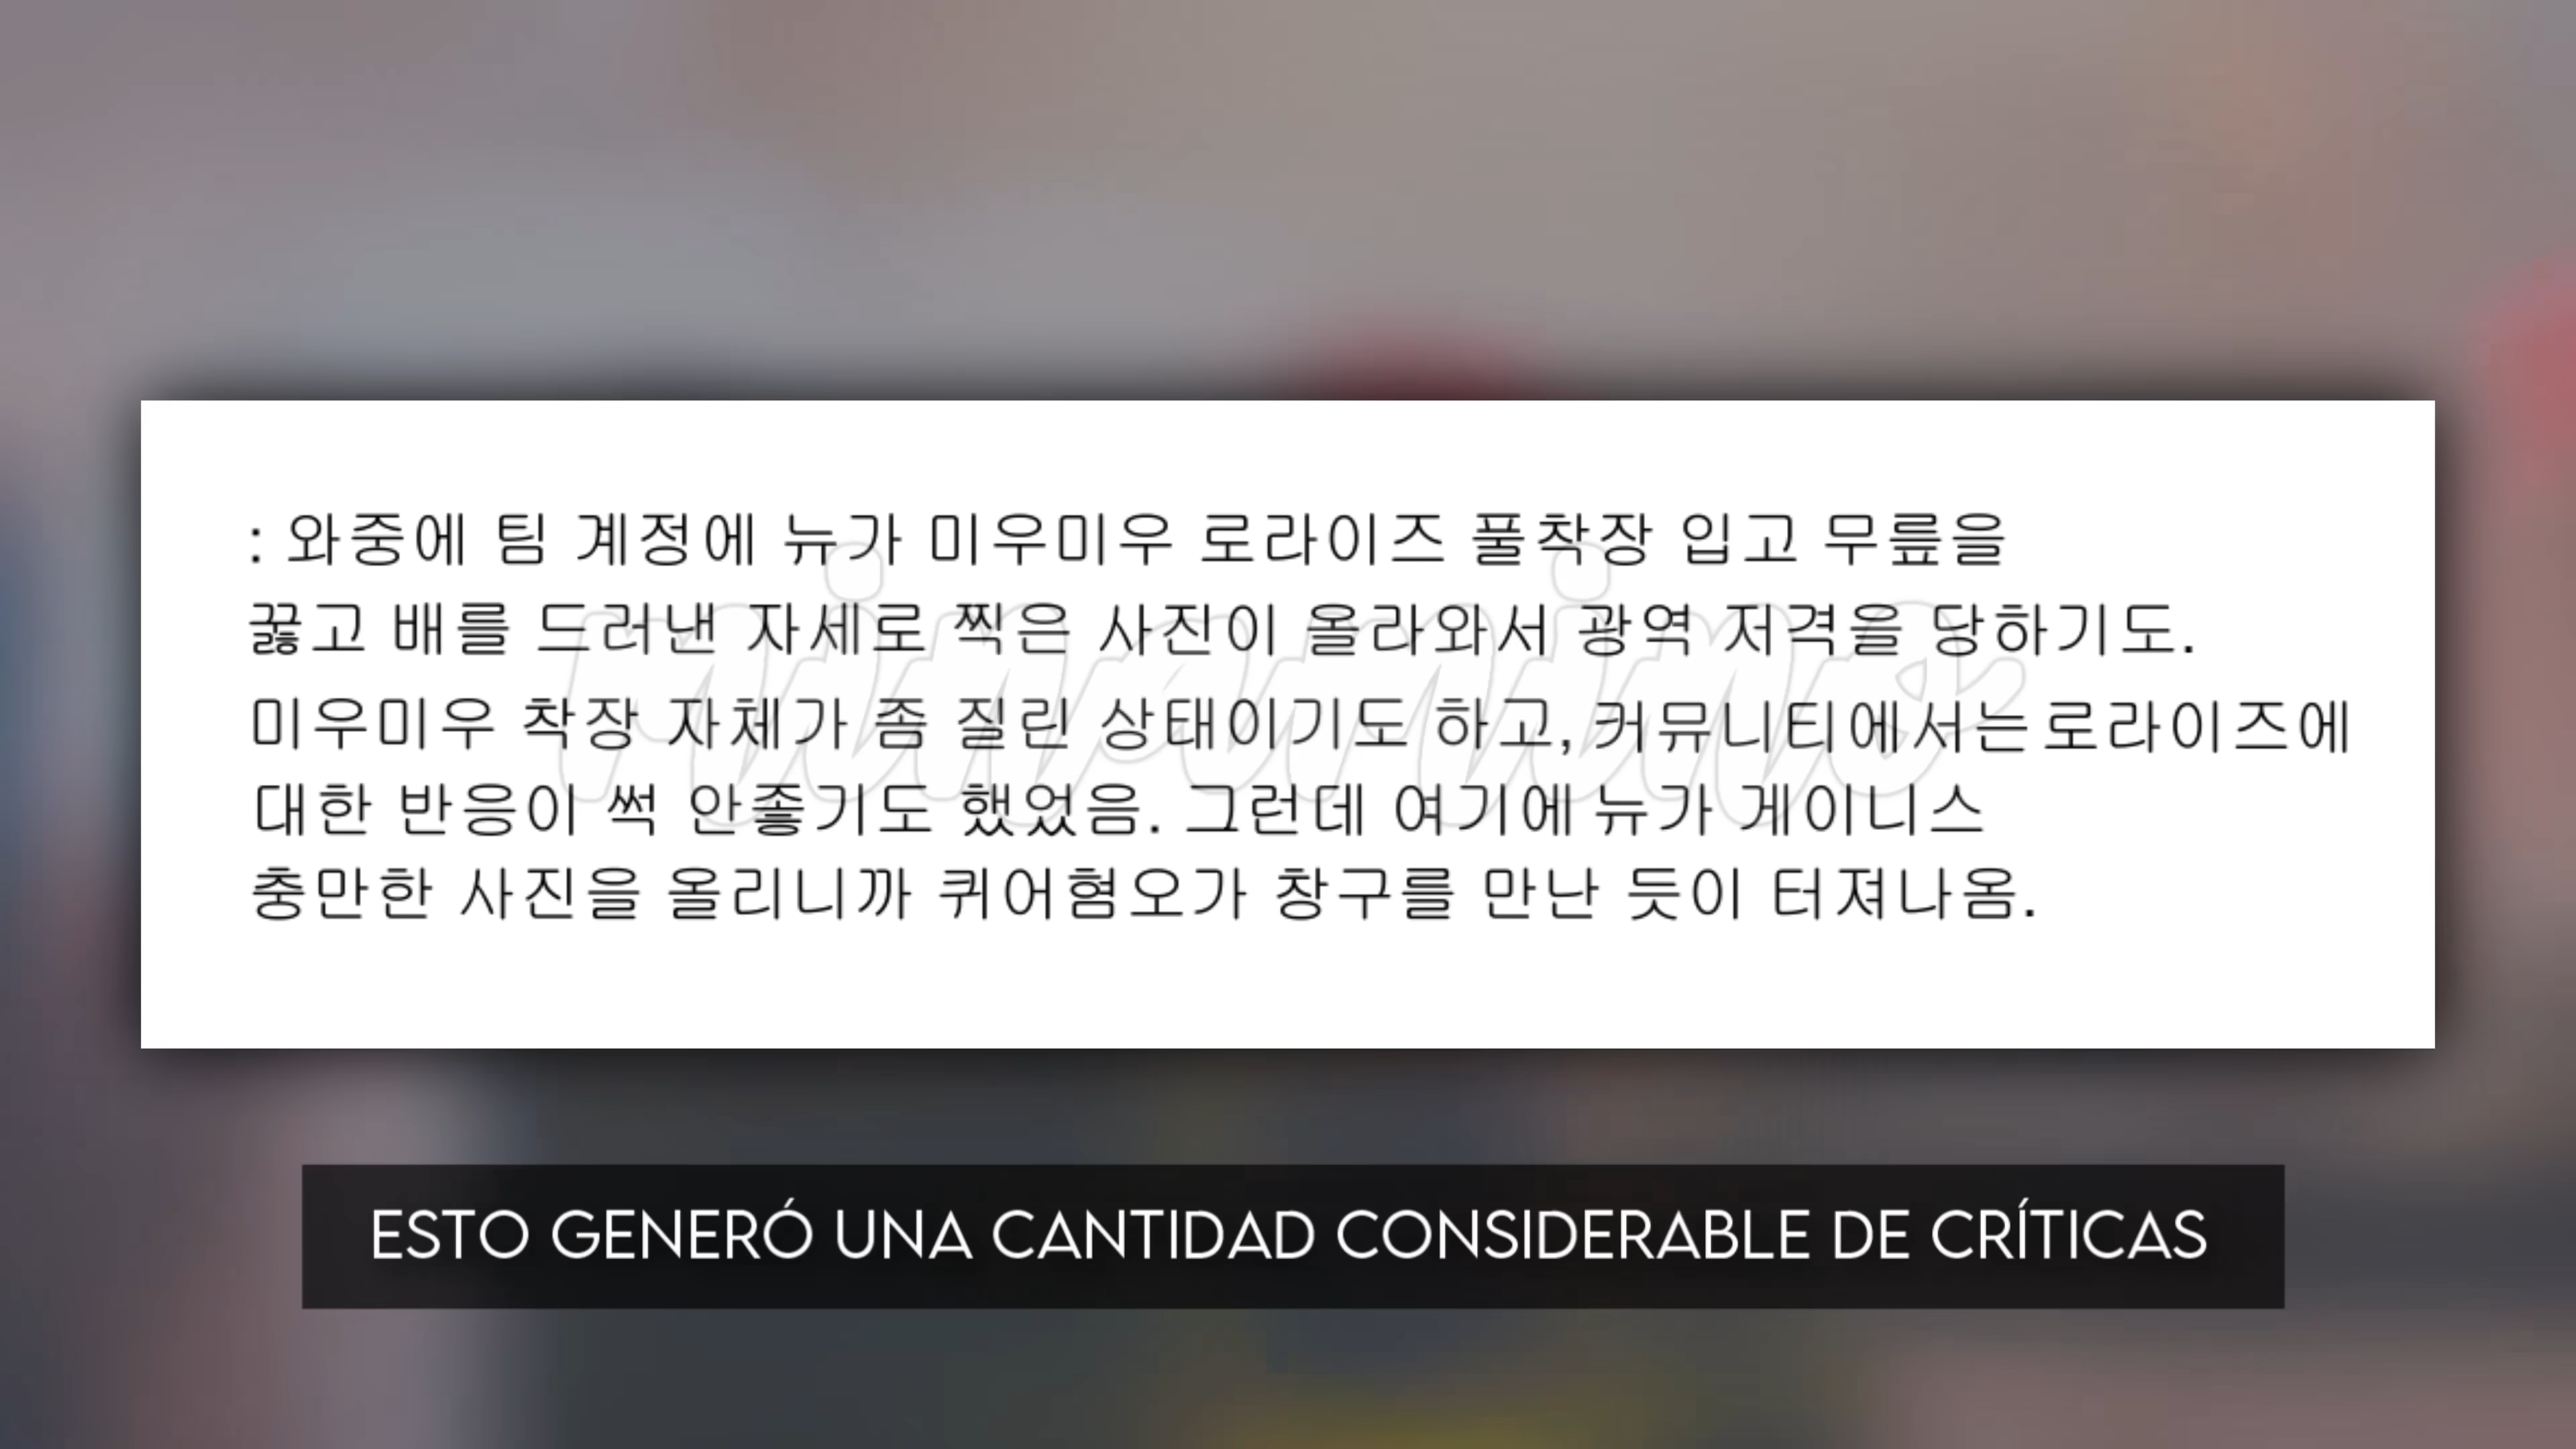 : 와중에 팀 계정에 뉴가 미우미우 로라이즈 풀착장 입고 무릎을
꿇고 배를 드러낸 자세로 찍은 사진이 올라와서 광역 저격을 당하기도.
미우미우 착장 자체가 좀 질린 상태이기도 하고, 커뮤니티에서는 로라이즈에
대한 반응이 썩 안좋기도 했었음. 그런데 여기에 뉴가 게이니스
충만한 사진을 올리니까 퀴어혐오가 창구를 만난 듯이 터져나옴.
ESTO GENERÓ UNA CANTIDAD CONSIDERABLE DE CRÍTICAS